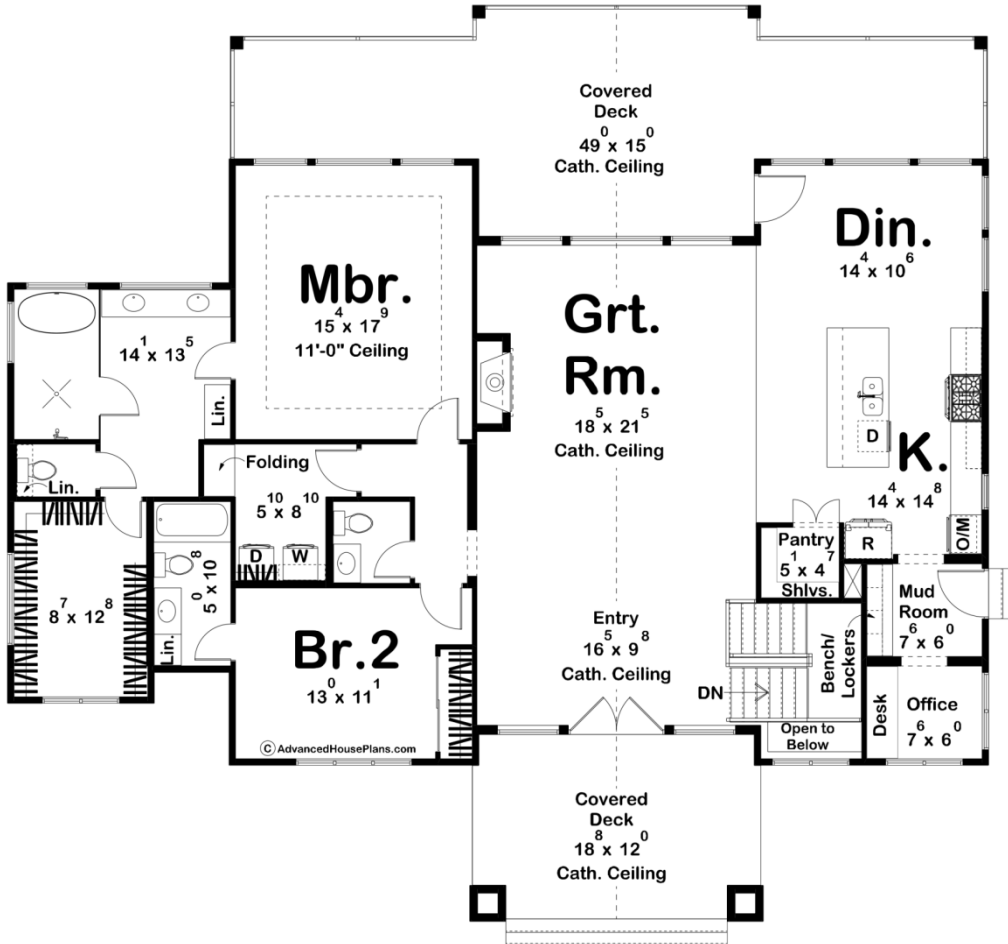 Covered
Deck
49⁰ x 15⁰
Cath. Ceiling
Mbr.
15⁴ x 17⁹
11'-0" Ceiling
Grt.
Rm.
18⁵ x 21⁵
Cath. Ceiling
Din.
14⁴ x 10⁶
14¹ x 13⁵
Lin.
D
K.
14⁴ x 14⁸
O/M
R
Lin.
Folding
5¹⁰ x 8¹⁰
D
W
Pantry
5¹ x 4⁷
Shlvs.
8⁷ x 12⁸
5⁰ x 10⁸
Lin.
Br.2
13⁰ x 11¹
Entry
16⁵ x 9⁸
Cath. Ceiling
DN
Bench/
Lockers
Mud
Room
7⁶ x 6⁰
Desk
Office
7⁶ x 6⁰
Open to
Below
© AdvancedHousePlans.com
Covered
Deck
18⁸ x 12⁰
Cath. Ceiling